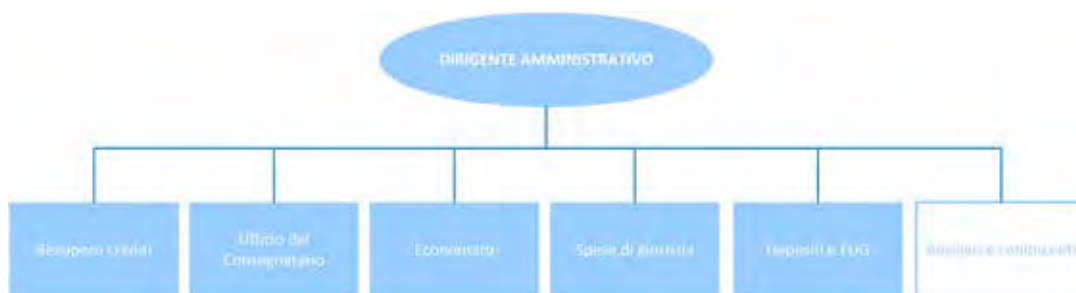 DIRIGENTE AMMINISTRATIVO
Recupero crediti
Ufficio del
Consegnatario
Economato
Spese di giustizia
Depositi e FUG